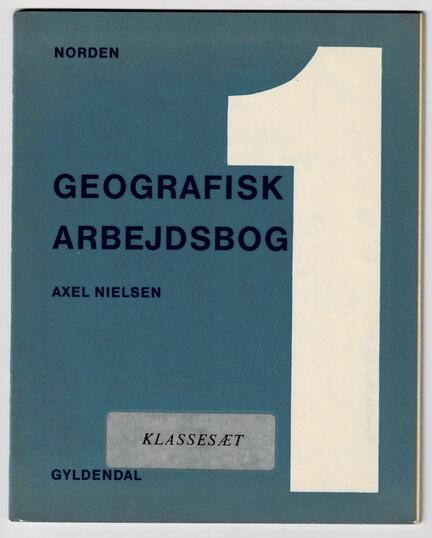 NORDEN
1
GEOGRAFISK
ARBEJDSBOG
AXEL NIELSEN
KLASSESÆT
GYLDENDAL